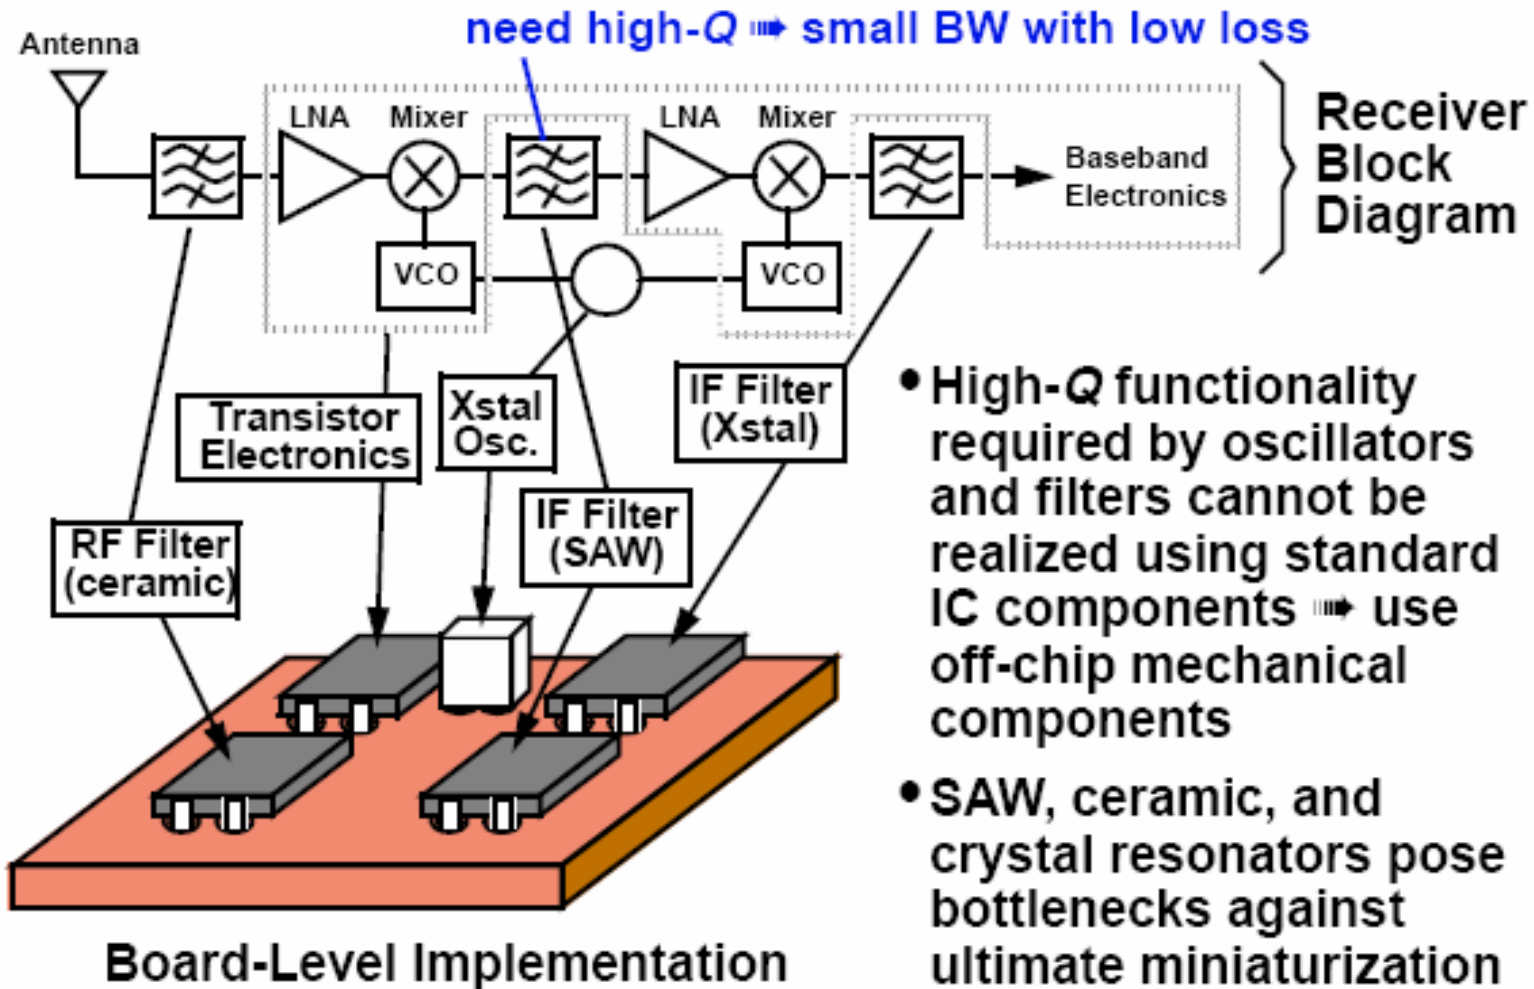 need high-Q ➠ small BW with low loss
Antenna
LNA
Mixer
LNA
Mixer
Baseband
Electronics
Receiver
Block
Diagram
VCO
VCO
Transistor
Electronics
Xstal
Osc.
IF Filter
(Xstal)
RF Filter
(ceramic)
IF Filter
(SAW)
Board-Level Implementation
• High-Q functionality
required by oscillators
and filters cannot be
realized using standard
IC components ➠ use
off-chip mechanical
components
• SAW, ceramic, and
crystal resonators pose
bottlenecks against
ultimate miniaturization